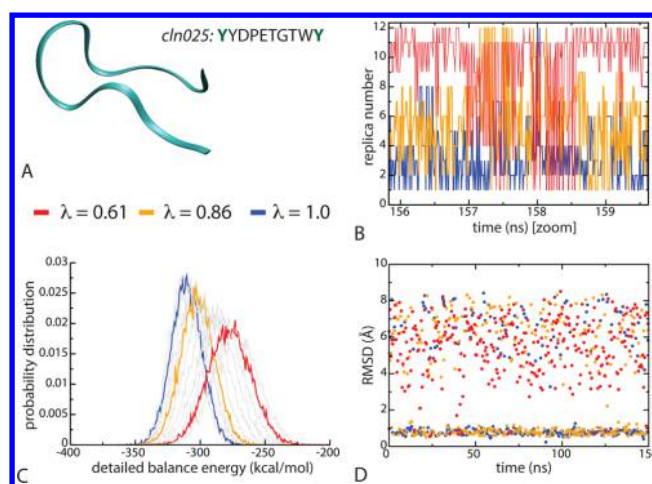 cln025: YYDPETGTWY
A
12
10
8
6
4
2
replica number
156 157 158 159
time (ns) [zoom]
B
λ = 0.61 λ = 0.86 λ = 1.0
0.03
0.025
0.02
0.015
0.01
0.005
0
probability distribution
-400 -350 -300 -250 -200
detailed balance energy (kcal/mol)
C
10
8
6
4
2
0
RMSD (Å)
0 50 100 150
time (ns)
D